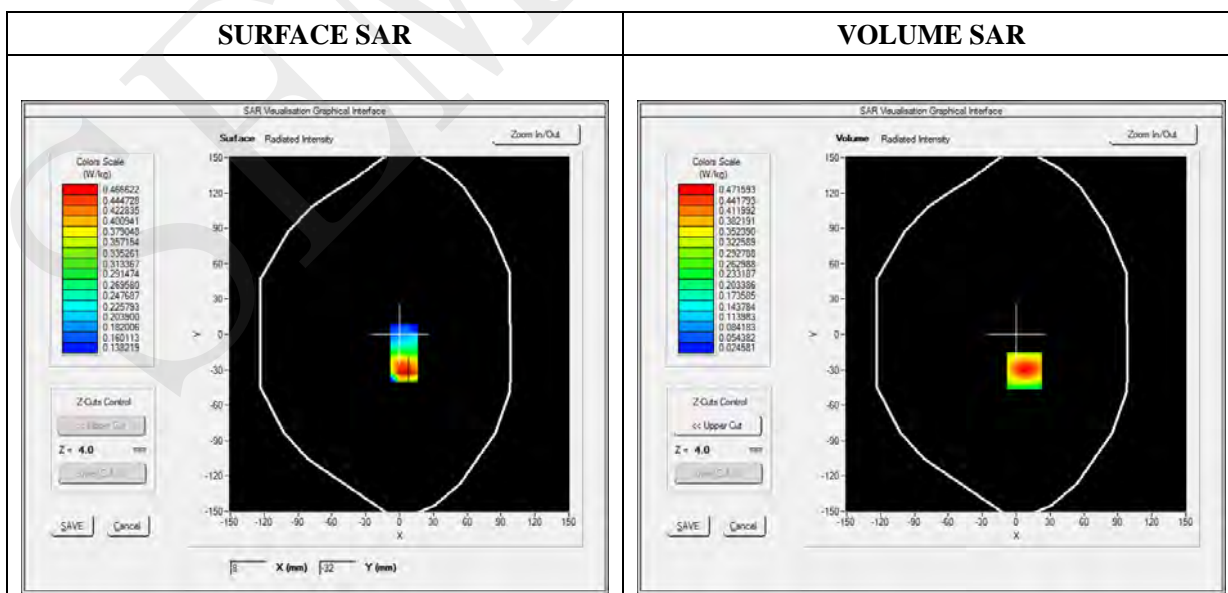 SURFACE SAR
SAR Visualisation Graphical Interface
Surface Radiated Intensity
Zoom In/Out
Colors Scale
(W/kg)
0.466622
0.444728
0.422835
0.400941
0.379048
0.357154
0.335261
0.313367
0.291474
0.269580
0.247687
0.225793
0.203900
0.182006
0.160113
0.138219
Z-Cuts Control
<< Upper Cut
Z = 4.0 mm
SAVE Cancel
150
120
90
60
30
0
-30
-60
-90
-120
-150
Y
-150 -120 -90 -60 -30 0 30 60 90 120 150
X
8 X (mm) -32 Y (mm)
VOLUME SAR
SAR Visualisation Graphical Interface
Volume Radiated Intensity
Zoom In/Out
Colors Scale
(W/kg)
0.471593
0.441793
0.411992
0.382191
0.352390
0.322589
0.292788
0.262988
0.233187
0.203386
0.173585
0.143784
0.113983
0.084183
0.054382
0.024581
Z-Cuts Control
<< Upper Cut
Z = 4.0 mm
SAVE Cancel
150
120
90
60
30
0
-30
-60
-90
-120
-150
Y
-150 -120 -90 -60 -30 0 30 60 90 120 150
X